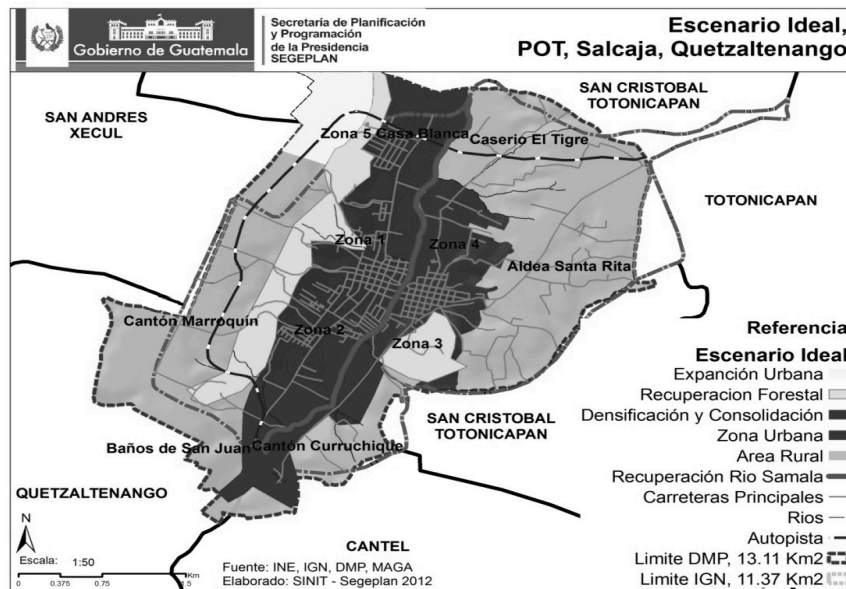 Gobierno de Guatemala
Secretaría de Planificación
y Programación
de la Presidencia
SEGEPLAN
Escenario Ideal,
POT, Salcaja, Quetzaltenango
SAN ANDRES
XECUL
SAN CRISTOBAL
TOTONICAPAN
Zona 5 Casa Blanca
Caserio El Tigre
TOTONICAPAN
Zona 1
Zona 4
Aldea Santa Rita
Cantón Marroquín
Zona 2
Zona 3
SAN CRISTOBAL
TOTONICAPAN
Baños de San Juan
Cantón Curruchique
QUETZALTENANGO
CANTEL
N
Escala: 1:50
Km
0 0.375 0.75 1.5
Fuente: INE, IGN, DMP, MAGA
Elaborado: SINIT - Segeplan 2012
Referencia
Escenario Ideal
Expanción Urbana
Recuperacion Forestal
Densificación y Consolidación
Zona Urbana
Area Rural
Recuperación Rio Samala
Carreteras Principales
Rios
Autopista
Limite DMP, 13.11 Km2
Limite IGN, 11.37 Km2